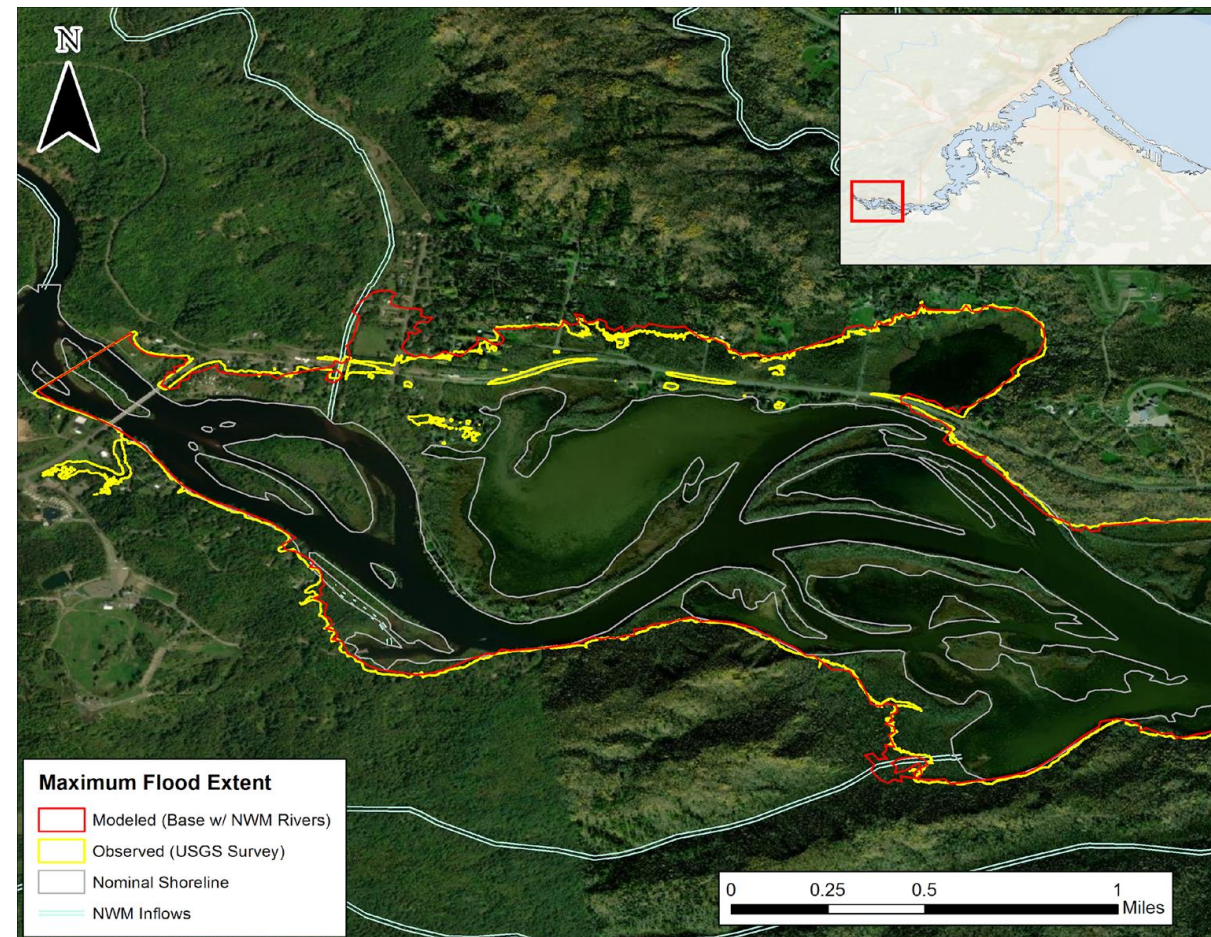 N
Maximum Flood Extent
Modeled (Base w/ NWM Rivers)
Observed (USGS Survey)
Nominal Shoreline
NWM Inflows
0 0.25 0.5 1
Miles